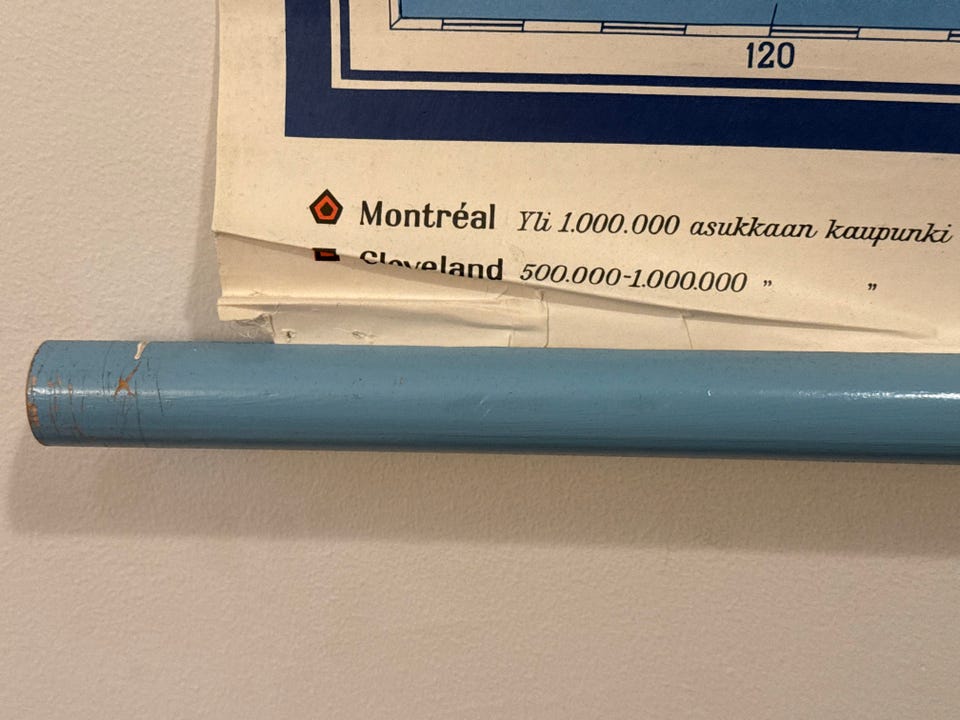 120
Montréal Yli 1.000.000 asukkaan kaupunki
Cleveland 500.000-1.000.000 " "